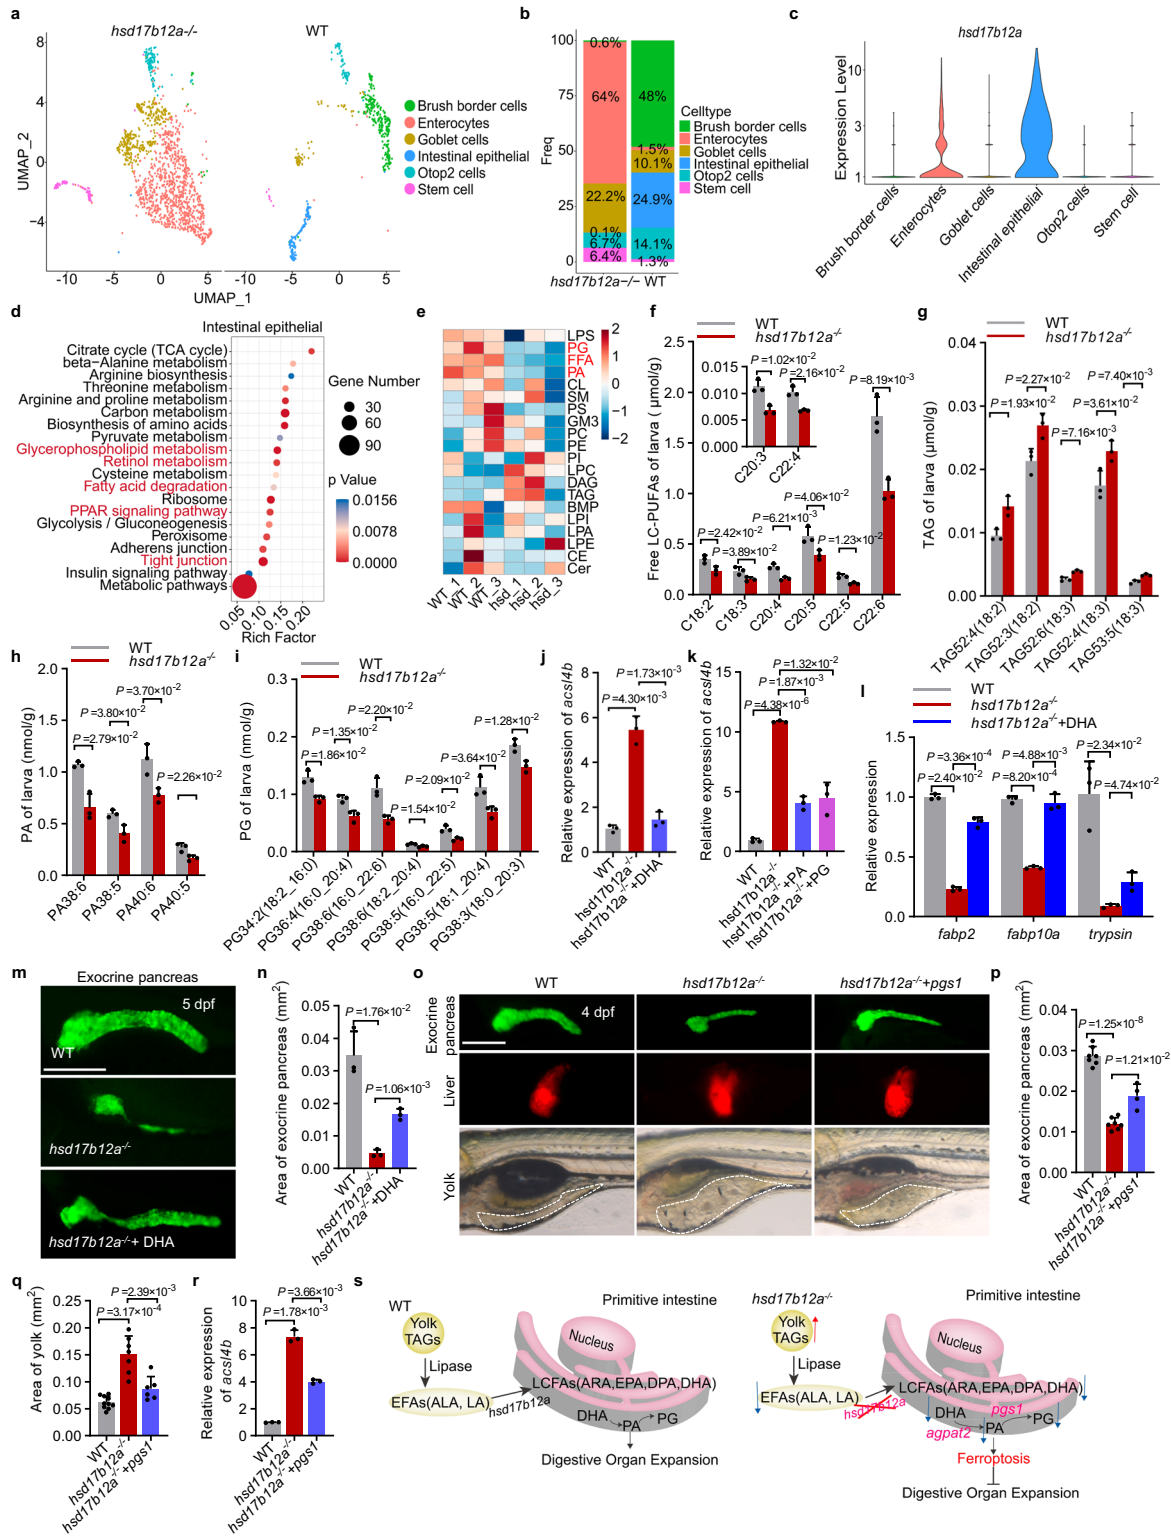 a
hsd17b12a-/-
WT
8
4
0
−4
UMAP_2
-10
-5
0
5
-10
-5
0
5
UMAP_1
Brush border cells
Enterocytes
Goblet cells
Intestinal epithelial
Otop2 cells
Stem cell
b
100
75
50
25
0
Freq
0.6%
64%
22.2%
0.1%
6.7%
6.4%
48%
1.5%
10.1%
24.9%
14.1%
1.3%
hsd17b12a−/− WT
Celltype
Brush border cells
Enterocytes
Goblet cells
Intestinal epithelial
Otop2 cells
Stem cell
c
hsd17b12a
Expression Level
10
3
1
Brush border cells
Enterocytes
Goblet cells
Intestinal epithelial
Otop2 cells
Stem cell
d
Intestinal epithelial
Citrate cycle (TCA cycle)
beta-Alanine metabolism
Arginine biosynthesis
Threonine metabolism
Arginine and proline metabolism
Carbon metabolism
Biosynthesis of amino acids
Pyruvate metabolism
Glycerophospholipid metabolism
Retinol metabolism
Cysteine metabolism
Fatty acid degradation
Ribosome
PPAR signaling pathway
Glycolysis / Gluconeogenesis
Peroxisome
Adherens junction
Tight junction
Insulin signaling pathway
Metabolic pathways
0.05
0.10
0.15
0.20
Rich Factor
Gene Number
30
60
90
p Value
0.0156
0.0078
0.0000
e
LPS
PG
FFA
PA
CL
SM
PS
GM3
PC
PE
PI
LPC
DAG
TAG
BMP
LPI
LPA
LPE
CE
Cer
WT_1
WT_2
WT_3
hsd_1
hsd_2
hsd_3
2
1
0
−1
−2
f
WT
hsd17b12a-/-
Free LC-PUFAs of larva (μmol/g)
2.5
2.0
1.5
1.0
0.5
0.0
0.015
0.010
0.005
0.000
P =1.02×10-2
P =2.16×10-2
C20:3
C22:4
P =8.19×10-3
P =4.06×10-2
P =6.21×10-3
P =2.42×10-2
P =3.89×10-2
P =1.23×10-2
C18:2
C18:3
C20:4
C20:5
C22:5
C22:6
g
WT
hsd17b12a-/-
TAG of larva (μmol/g)
0.04
0.03
0.02
0.01
0.00
P =7.40×10-3
P =2.27×10-2
P =1.93×10-2
P =3.61×10-2
P =7.16×10-3
TAG52:4(18:2)
TAG52:3(18:2)
TAG52:6(18:3)
TAG52:4(18:3)
TAG53:5(18:3)
h
WT
hsd17b12a-/-
PA of larva (nmol/g)
2.0
1.5
1.0
0.5
0.0
P =3.70×10-2
P =3.80×10-2
P =2.79×10-2
P =2.26×10-2
PA38:6
PA38:5
PA40:6
PA40:5
i
WT
hsd17b12a-/-
PG of larva (nmol/g)
0.3
0.2
0.1
0.0
P =2.20×10-2
P =1.35×10-2
P =1.86×10-2
P =1.28×10-2
P =3.64×10-2
P =2.09×10-2
P =1.54×10-2
PG34:2(18:2_16:0)
PG36:4(16:0_20:4)
PG38:6(16:0_22:6)
PG38:6(18:2_20:4)
PG38:5(16:0_22:5)
PG38:5(18:1_20:4)
PG38:3(18:0_20:3)
j
Relative expression of acsl4b
8
6
4
2
0
P =1.73×10-3
P =4.30×10-3
WT
hsd17b12a-/-
hsd17b12a-/-+DHA
k
Relative expression of acsl4b
15
10
5
0
P =1.32×10-2
P =1.87×10-3
P =4.38×10-6
WT
hsd17b12a-/-
hsd17b12a-/-+PA
hsd17b12a-/-+PG
l
WT
hsd17b12a-/-
hsd17b12a-/-+DHA
Relative expression
1.5
1.0
0.5
0.0
P =3.36×10-4
P =2.40×10-2
P =4.88×10-3
P =8.20×10-4
P =2.34×10-2
P =4.74×10-2
fabp2
fabp10a
trypsin
m
Exocrine pancreas
5 dpf
WT
hsd17b12a-/-
hsd17b12a-/-+ DHA
n
Area of exocrine pancreas (mm2)
0.05
0.04
0.03
0.02
0.01
0.00
P =1.76×10-2
P =1.06×10-3
WT
hsd17b12a-/-
hsd17b12a-/-+DHA
o
WT
hsd17b12a-/-
hsd17b12a-/-+pgs1
4 dpf
Exocrine
pancreas
Liver
Yolk
p
Area of exocrine pancreas (mm2)
0.04
0.03
0.02
0.01
0.00
P =1.25×10-8
P =1.21×10-2
WT
hsd17b12a-/-
hsd17b12a-/-+pgs1
q
Area of yolk (mm2)
0.25
0.20
0.15
0.10
0.05
0.00
P =2.39×10-3
P =3.17×10-4
WT
hsd17b12a-/-
hsd17b12a-/-+pgs1
r
Relative expression
of acsl4b
10
8
6
4
2
0
P =3.66×10-3
P =1.78×10-3
WT
hsd17b12a-/-
hsd17b12a-/-+pgs1
s
WT
Yolk
TAGs
Lipase
EFAs(ALA, LA)
hsd17b12a
Primitive intestine
Nucleus
LCFAs(ARA,EPA,DPA,DHA)
DHA
PA
PG
Digestive Organ Expansion
hsd17b12a-/-
Yolk
TAGs
Lipase
EFAs(ALA, LA)
hsd17b12a
Primitive intestine
Nucleus
LCFAs(ARA,EPA,DPA,DHA)
DHA
pgs1
PA
PG
agpat2
Ferroptosis
Digestive Organ Expansion